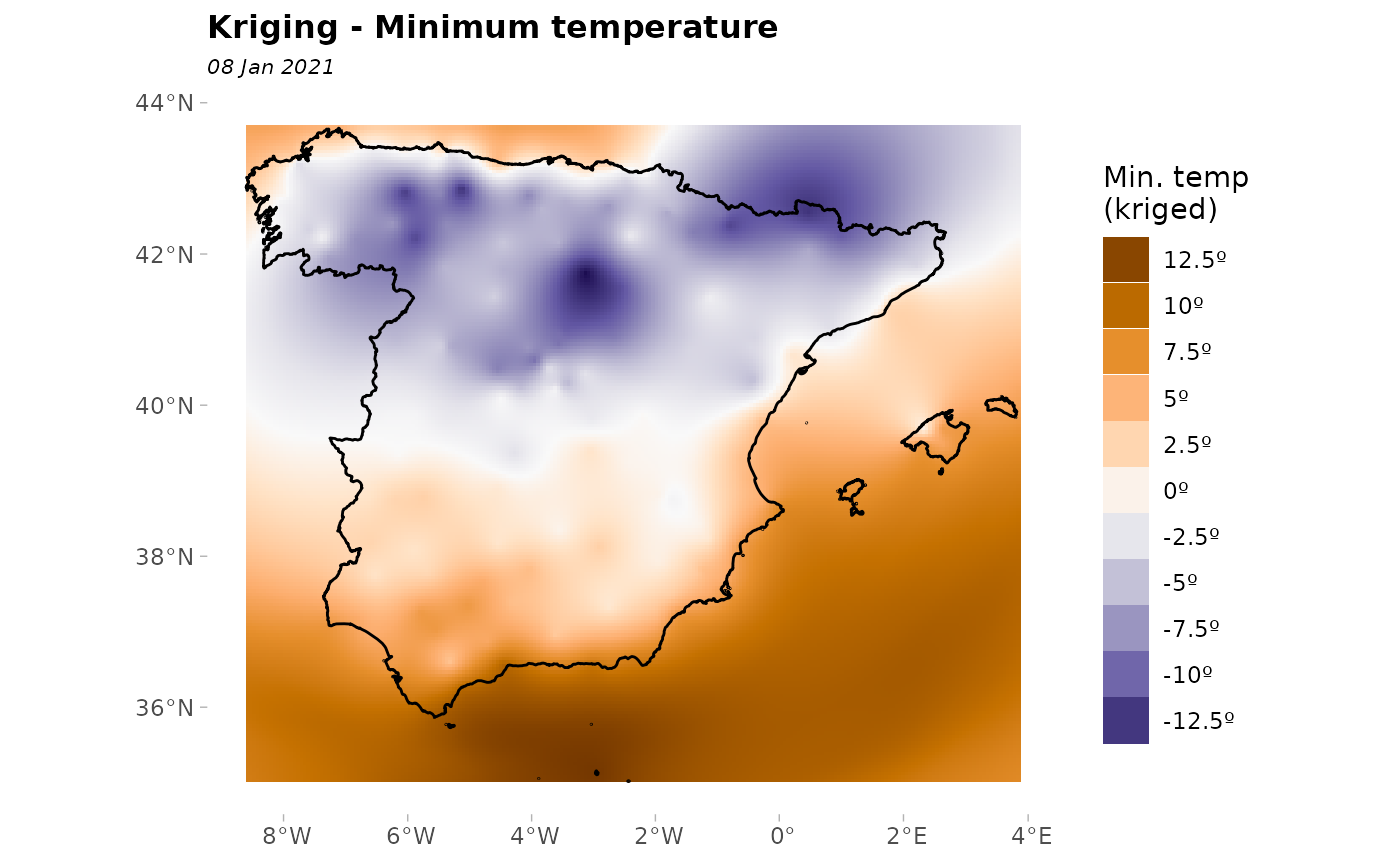 Kriging - Minimum temperature
08 Jan 2021
44°N
42°N
40°N
38°N
36°N
8°W 6°W 4°W 2°W 0° 2°E 4°E
Min. temp
(kriged)
12.5º
10º
7.5º
5º
2.5º
0º
-2.5º
-5º
-7.5º
-10º
-12.5º